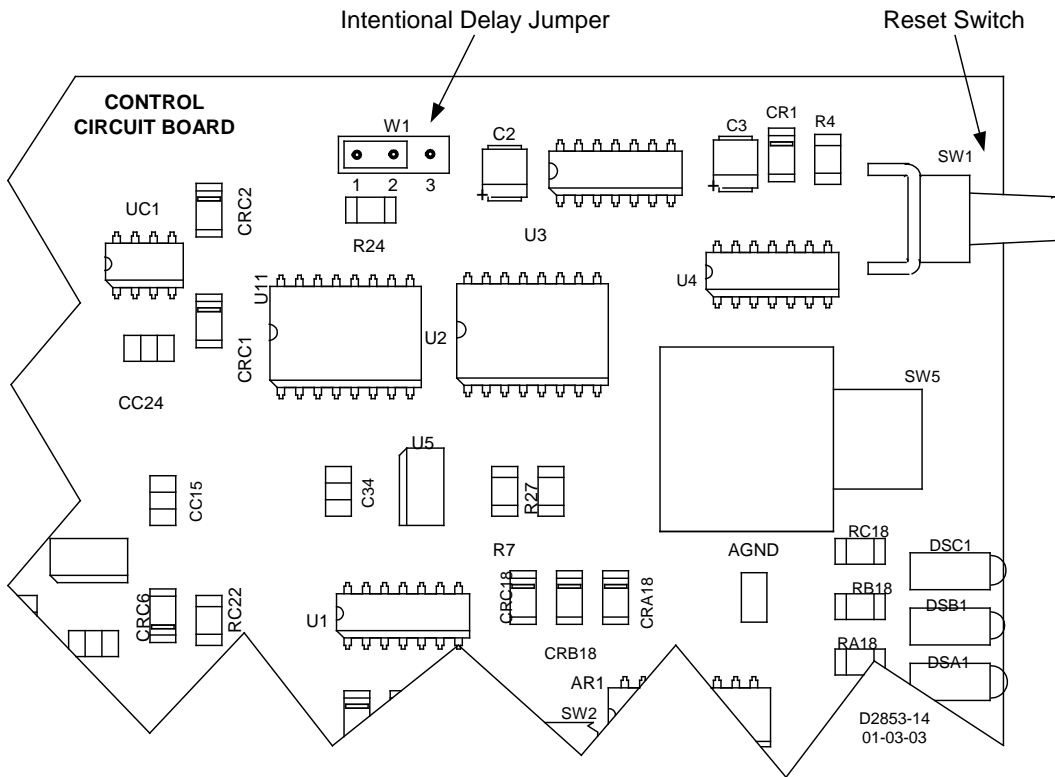 Intentional Delay Jumper
Reset Switch
CONTROL
CIRCUIT BOARD
W1
1 2 3
C2
C3
CR1
R4
SW1
UC1
CRC2
R24
U3
U4
U11
U2
CRC1
CC24
SW5
U5
CC15
C34
R27
R7
AGND
RC18
DSC1
CRC6
RC22
U1
CRC18
CRA18
RB18
DSB1
CRB18
RA18
DSA1
AR1
SW2
D2853-14
01-03-03